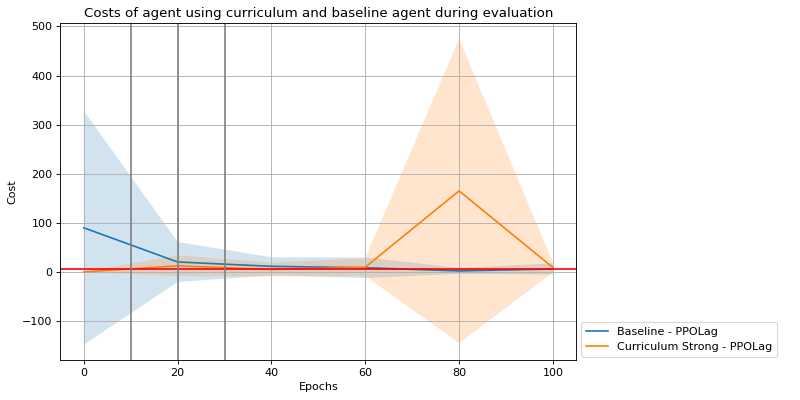 Costs of agent using curriculum and baseline agent during evaluation
500
400
300
200
100
0
−100
Cost
0 20 40 60 80 100
Epochs
Baseline - PPOLag
Curriculum Strong - PPOLag